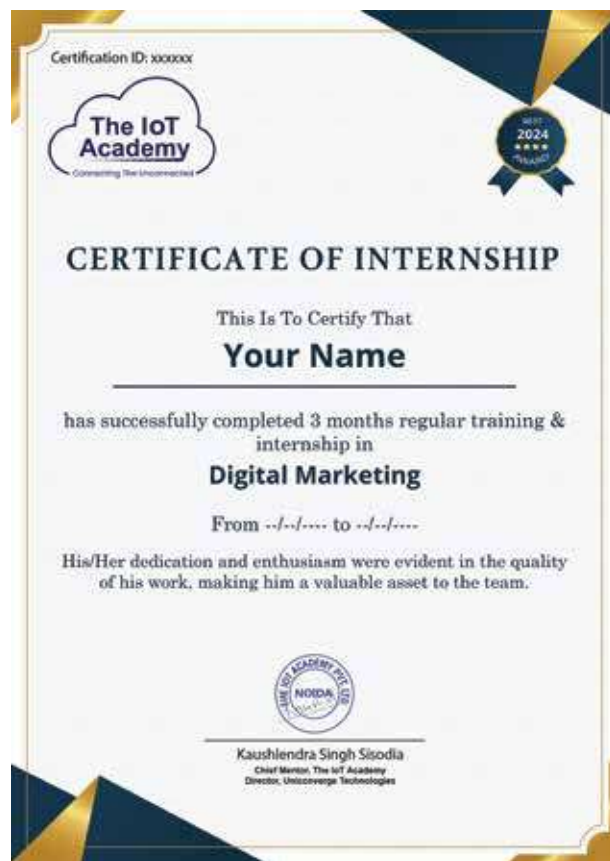 Certification ID: xxxxxx
The IoT
Academy
Connecting The Unconnected
BEST
2024
AWARD
CERTIFICATE OF INTERNSHIP
This Is To Certify That
Your Name
has successfully completed 3 months regular training &
internship in
Digital Marketing
From --/--/---- to --/--/----
His/Her dedication and enthusiasm were evident in the quality
of his work, making him a valuable asset to the team.
THE IOT ACADEMY PVT. LTD
NOIDA
Kaushlendra Singh Sisodia
Chief Mentor, The IoT Academy
Director, Uniconverge Technologies